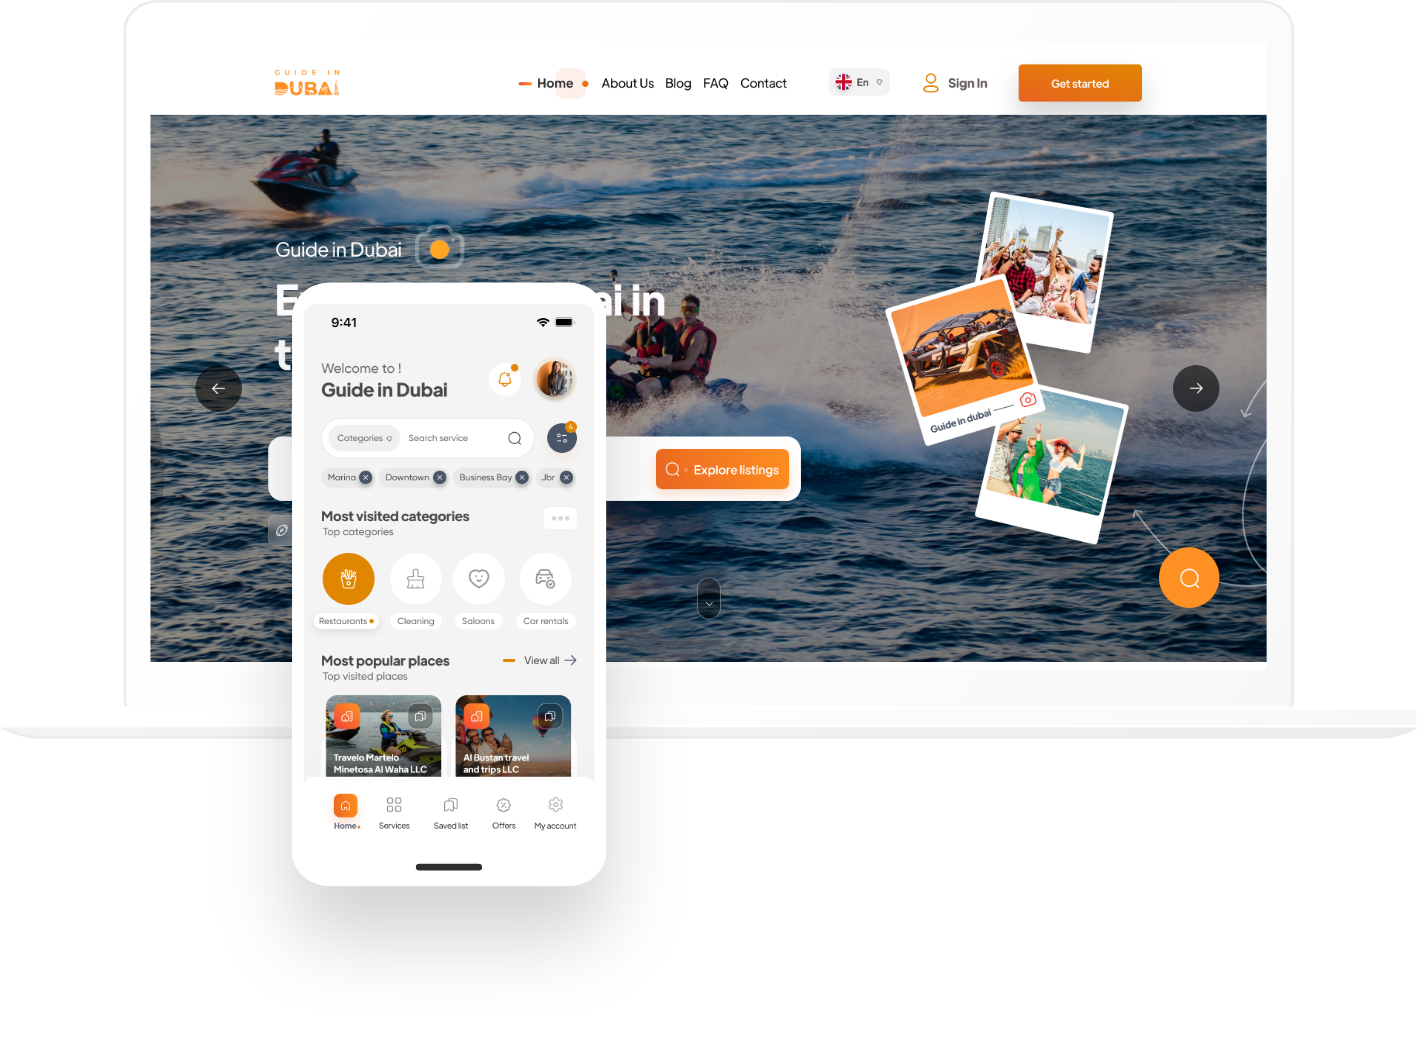 GUIDE IN
DUBAI
Home
About Us
Blog
FAQ
Contact
En
Sign In
Get started
Guide in Dubai
in
Explore listings
Guide in dubai
9:41
Welcome to !
Guide in Dubai
6
Categories
Search service
Marina
Downtown
Business Bay
Jbr
Most visited categories
Top categories
Restaurants
Cleaning
Saloons
Car rentals
Most popular places
View all
Top visited places
Travelo Martelo
Minetosa Al Waha LLC
Al Bustan travel
and trips LLC
Home
Services
Saved list
Offers
My account